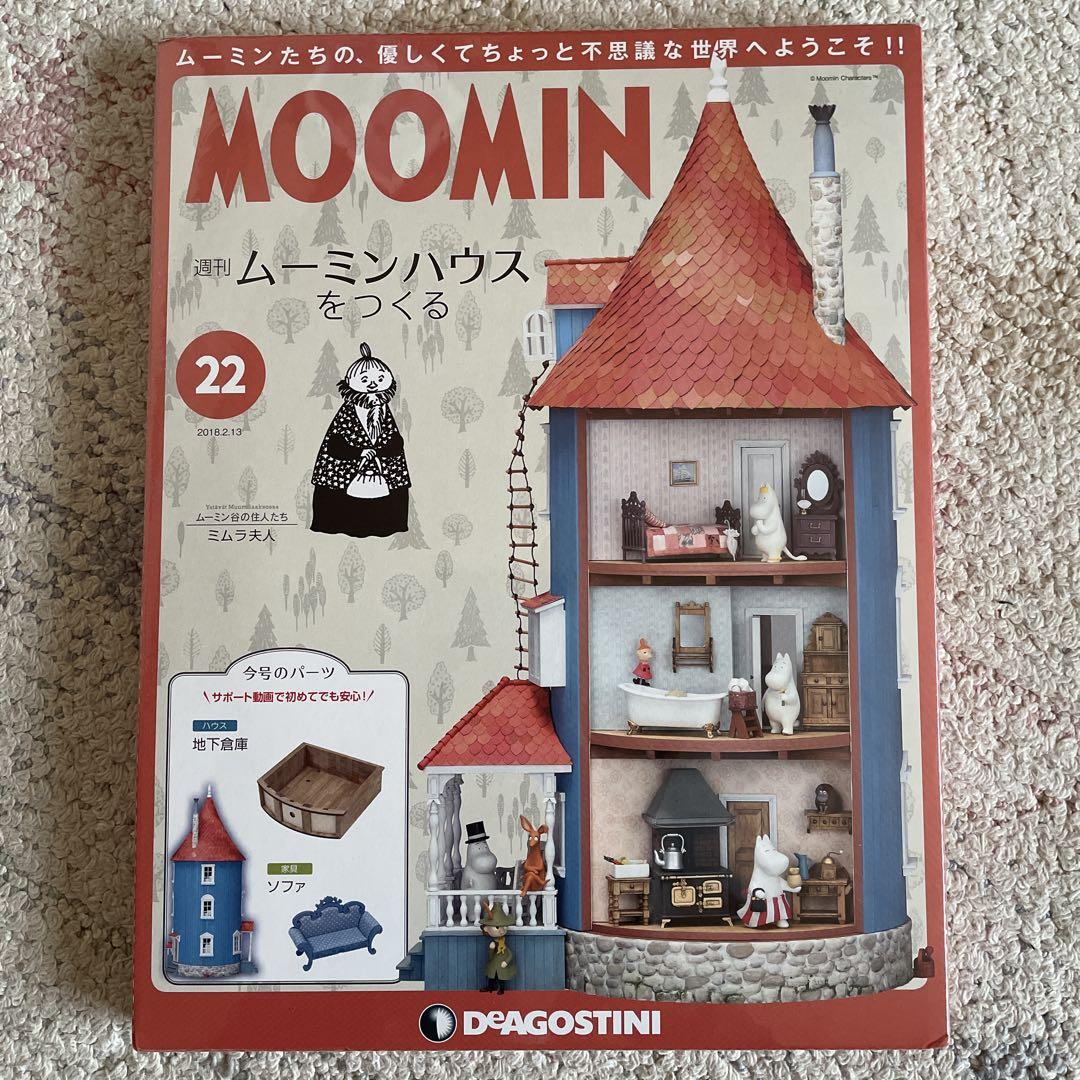 ムーミンたちの、優しくてちょっと不思議な世界へようこそ!!
© Moomin Characters™
MOOMIN
週刊 ムーミンハウス
をつくる
22
2018.2.13
ムーミン谷の住人たち
ミムラ夫人
今号のパーツ
サポート動画で初めてでも安心!
ハウス
地下倉庫
家具
ソファ
DeAGOSTINI